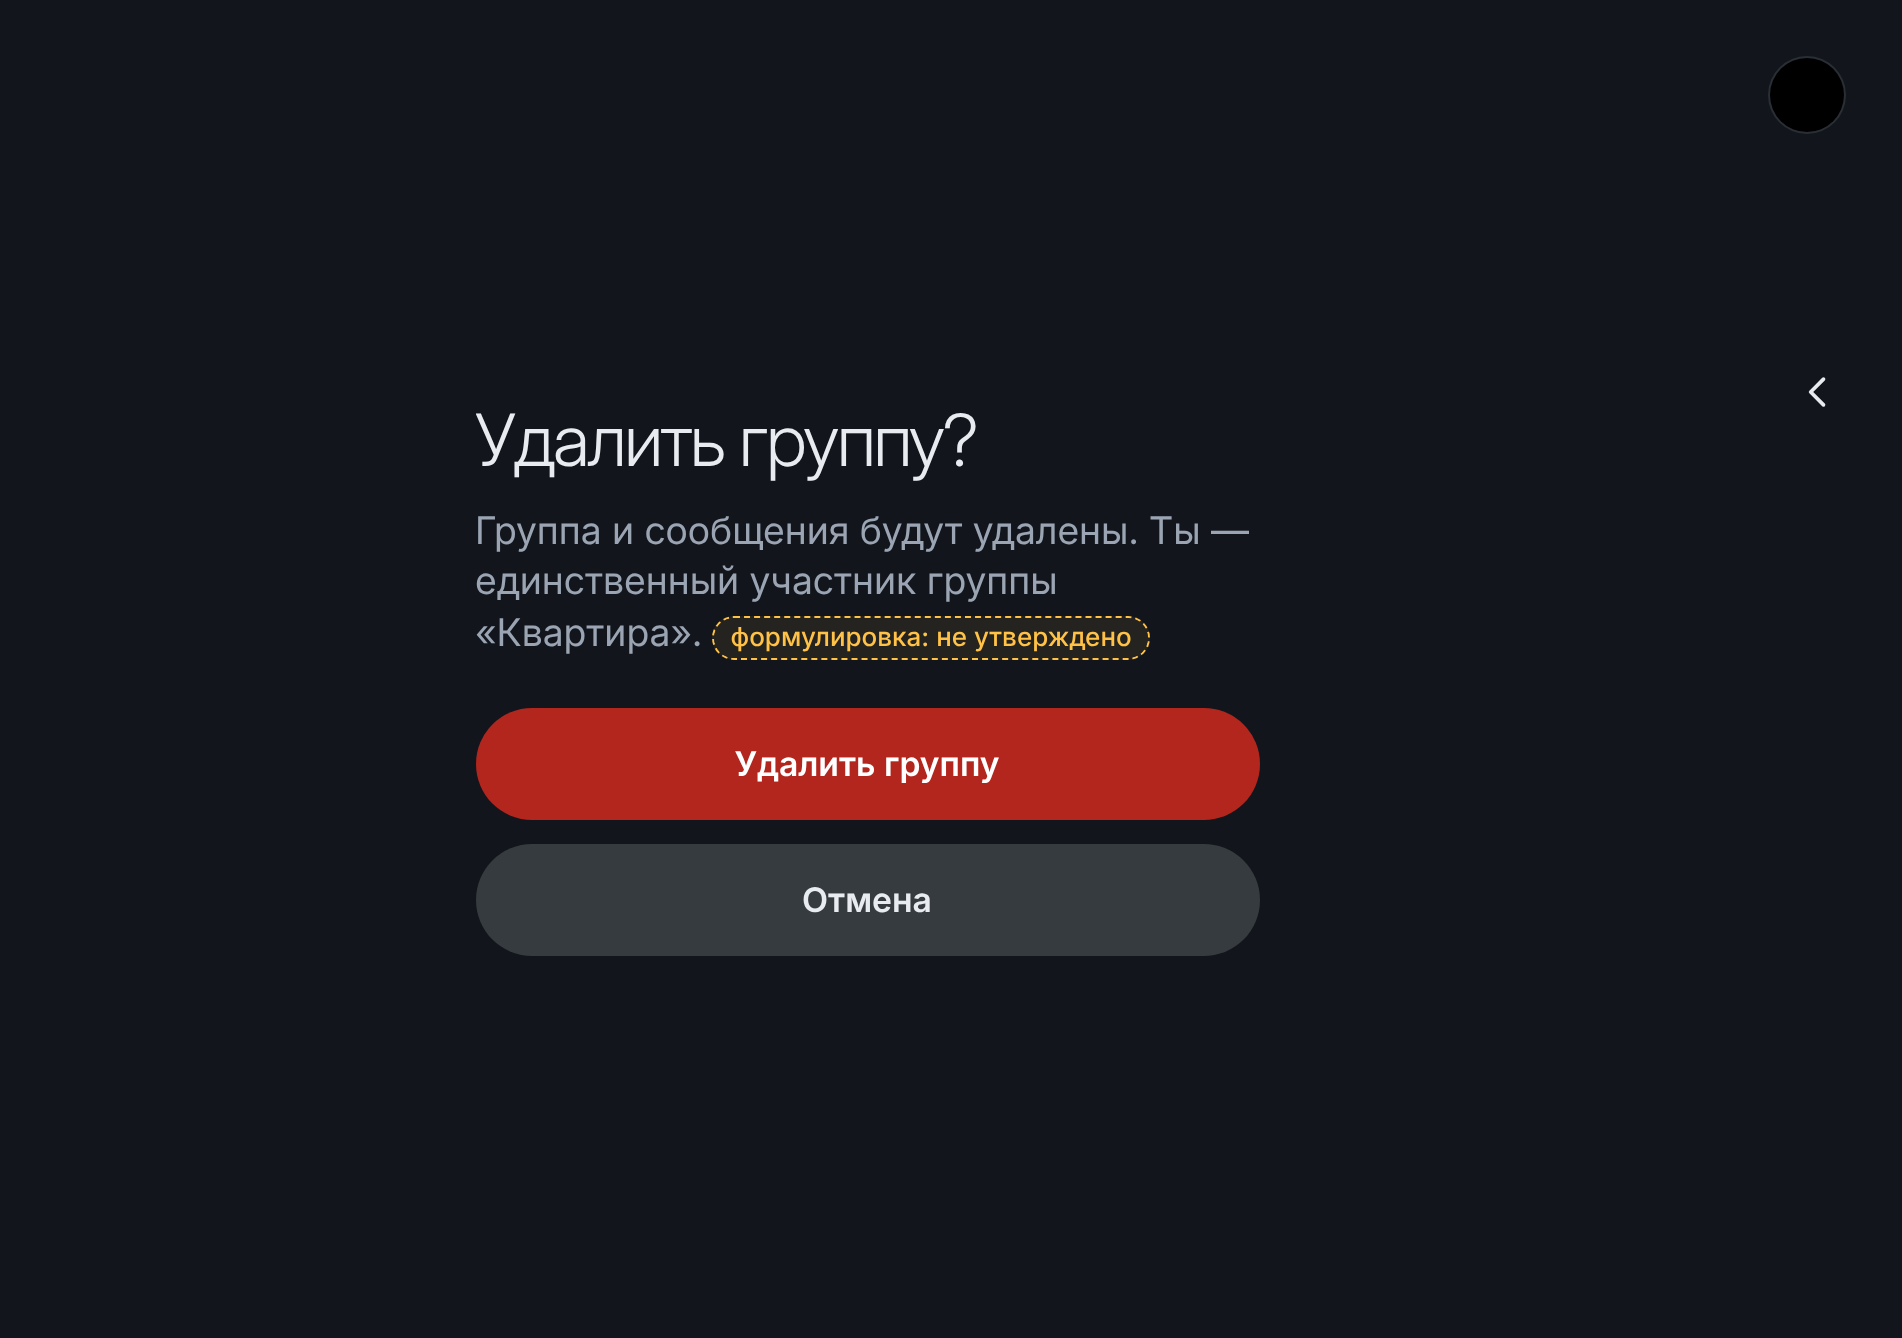 Удалить группу?
Группа и сообщения будут удалены. Ты —
единственный участник группы
«Квартира». формулировка: не утверждено
Удалить группу
Отмена